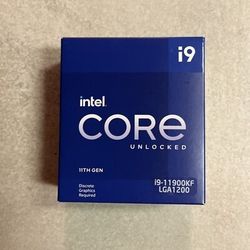 i9
intel
CORE
UNLOCKED
11TH GEN
Discrete
Graphics
Required
i9-11900KF
LGA1200